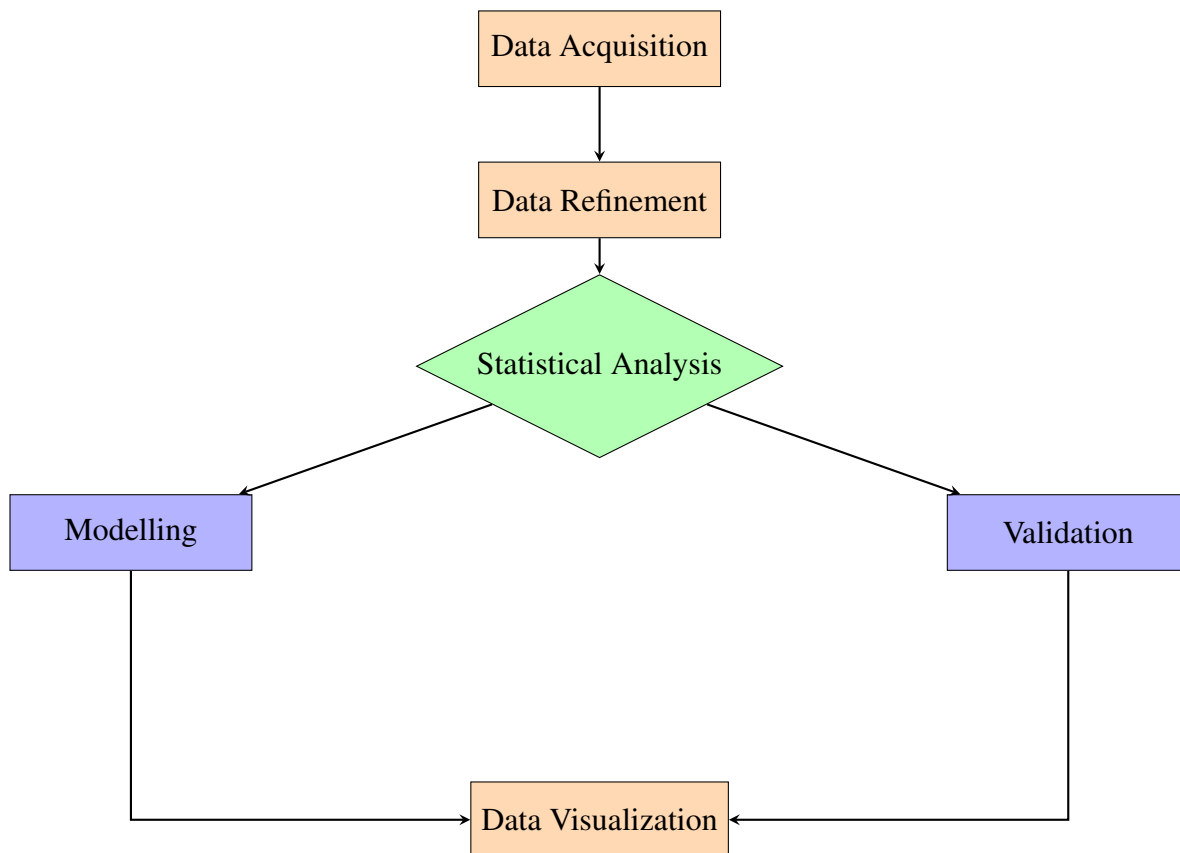 Data Acquisition
Data Refinement
Statistical Analysis
Modelling
Validation
Data Visualization